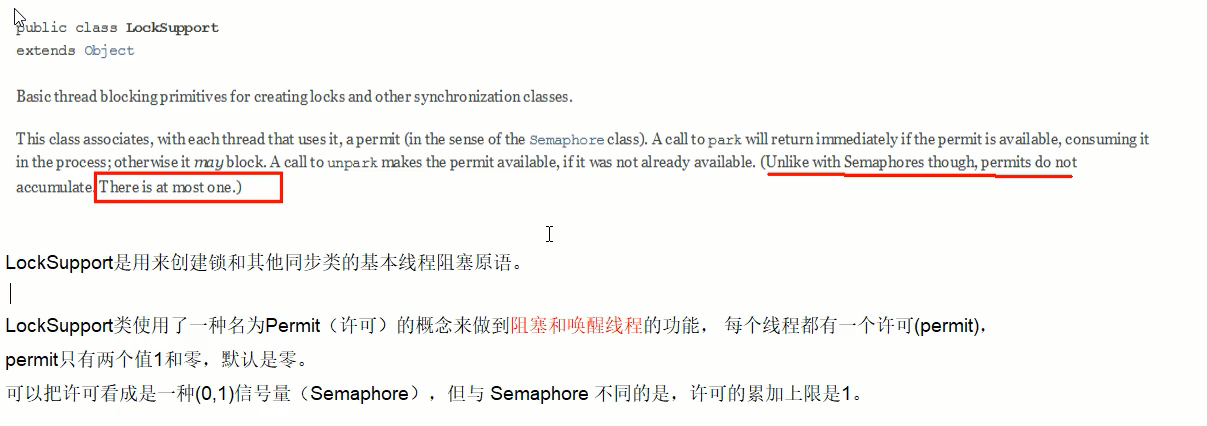 public class LockSupport
extends Object
Basic thread blocking primitives for creating locks and other synchronization classes.
This class associates, with each thread that uses it, a permit (in the sense of the Semaphore class). A call to park will return immediately if the permit is available, consuming it
in the process; otherwise it may block. A call to unpark makes the permit available, if it was not already available. (Unlike with Semaphores though, permits do not
accumulate. There is at most one.)
LockSupport是用来创建锁和其他同步类的基本线程阻塞原语。
LockSupport类使用了一种名为Permit（许可）的概念来做到阻塞和唤醒线程的功能， 每个线程都有一个许可(permit)，
permit只有两个值1和零，默认是零。
可以把许可看成是一种(0,1)信号量（Semaphore），但与 Semaphore 不同的是，许可的累加上限是1。